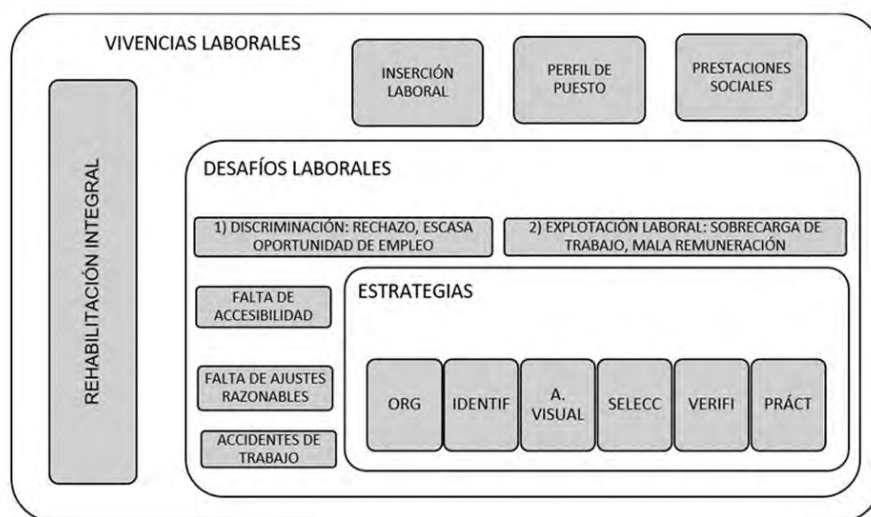 VIVENCIAS LABORALES
INSERCIÓN
LABORAL
PERFIL DE
PUESTO
PRESTACIONES
SOCIALES
REHABILITACIÓN INTEGRAL
DESAFÍOS LABORALES
1) DISCRIMINACIÓN: RECHAZO, ESCASA
OPORTUNIDAD DE EMPLEO
2) EXPLOTACIÓN LABORAL: SOBRECARGA DE
TRABAJO, MALA REMUNERACIÓN
FALTA DE
ACCESIBILIDAD
FALTA DE AJUSTES
RAZONABLES
ACCIDENTES DE
TRABAJO
ESTRATEGIAS
ORG
IDENTIF
A.
VISUAL
SELECC
VERIFI
PRÁCT